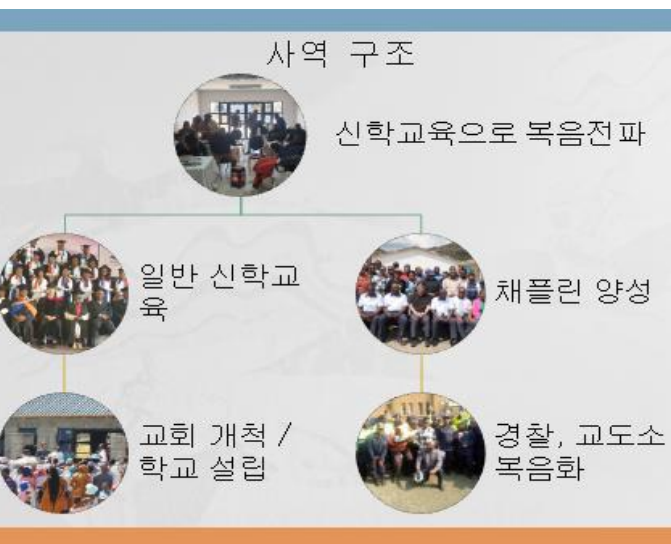 사역 구조
신학교육으로 복음전파
일반 신학교
육
채플린 양성
교회 개척 /
학교 설립
경찰, 교도소
복음화